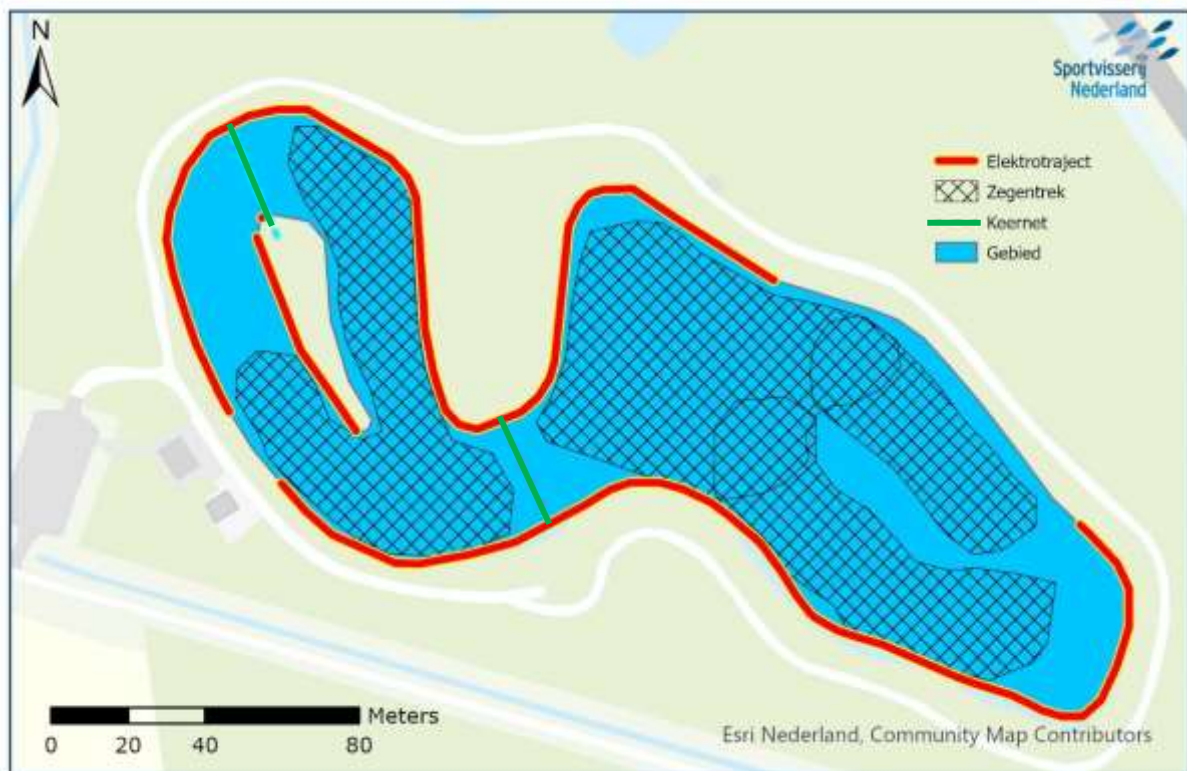 N
Sportvisserij
Nederland
Elektrotraject
Zegentrek
Keernet
Gebied
Meters
0 20 40 80
Esri Nederland, Community Map Contributors